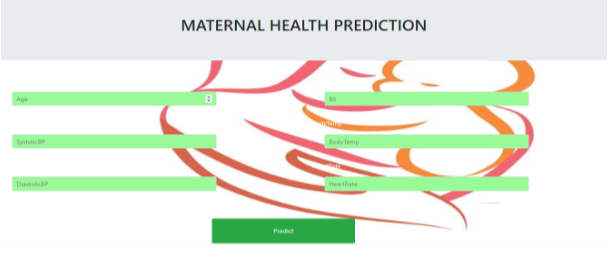 MATERNAL HEALTH PREDICTION
Age
BS
SystolicBP
BodyTemp
DiastolicBP
HeartRate
Predict